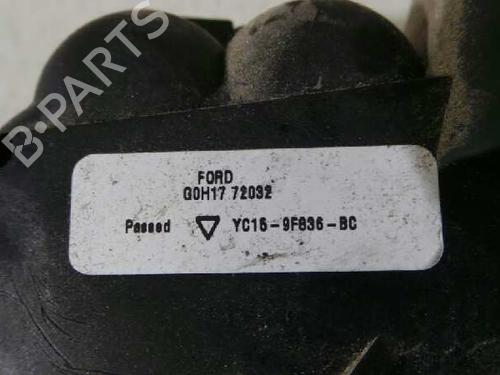 B-PARTS
FORD
G0H17 72032
Passed YC15-9F836-BC